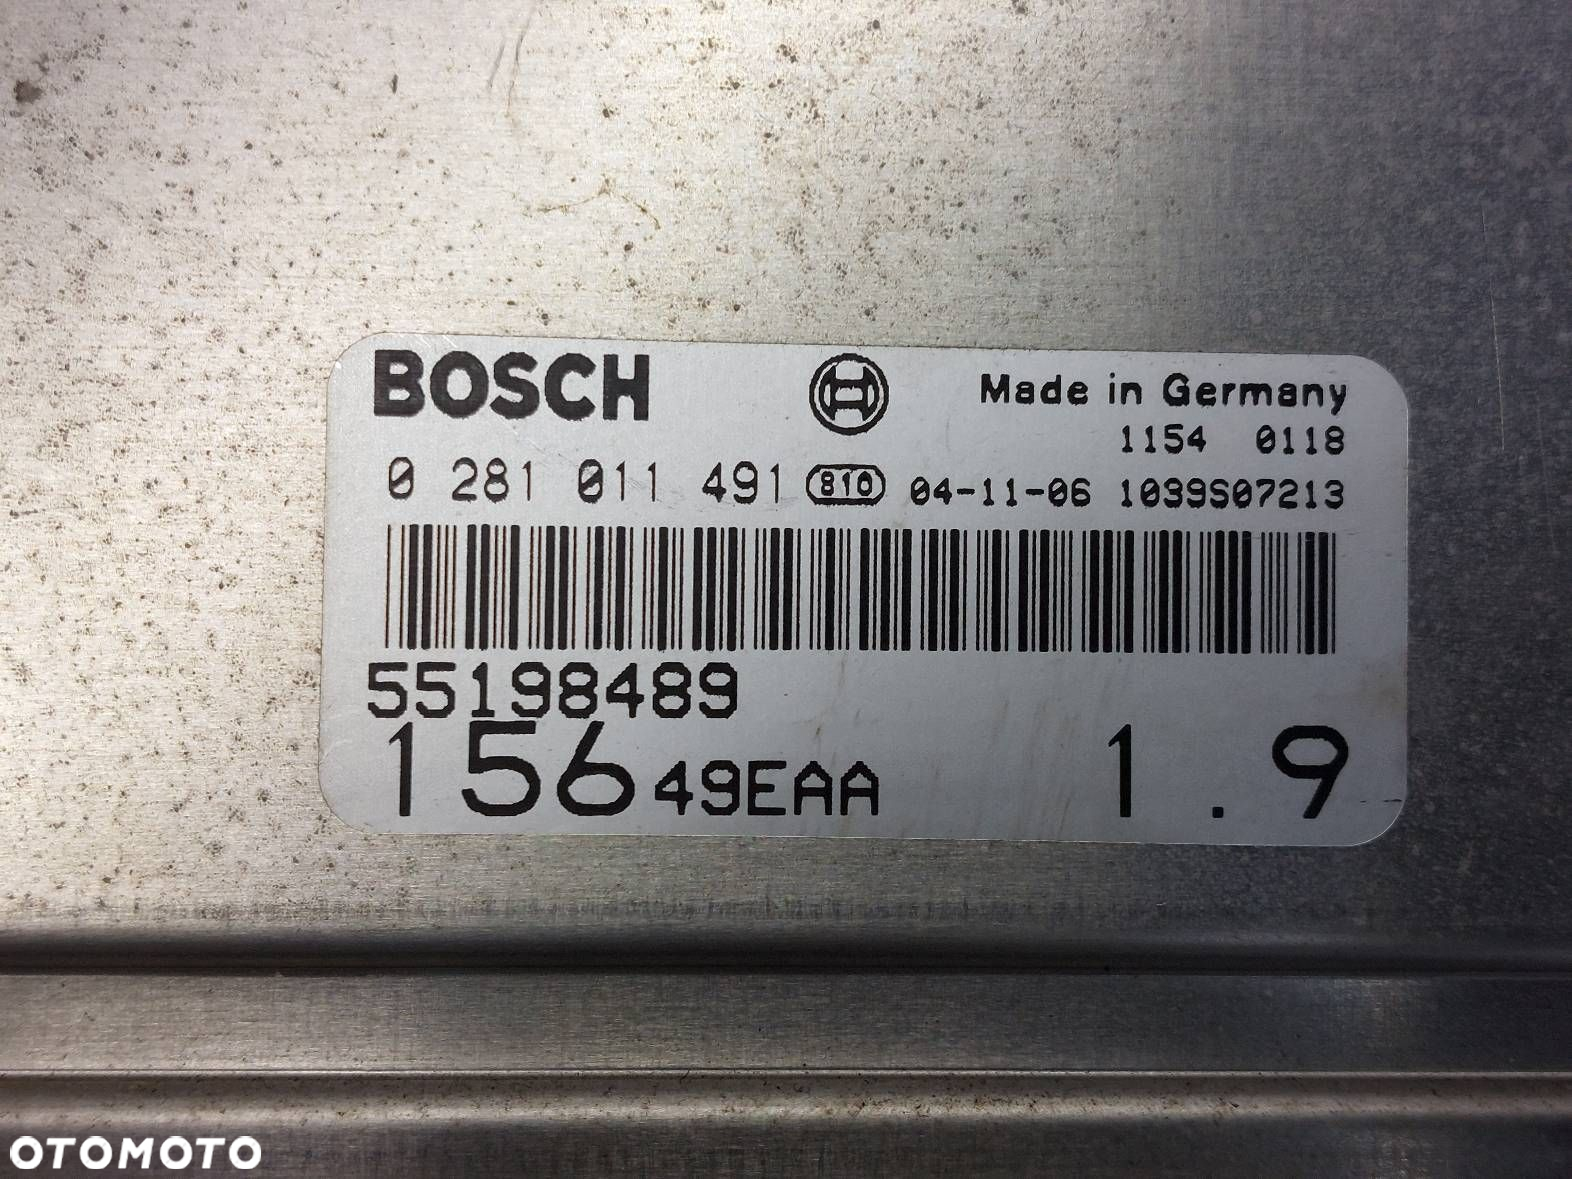 BOSCH Made in Germany
1154 0118
0 281 011 491 810 04-11-06 1039S07213
55198489
156 49EAA 1.9
OTOMOTO